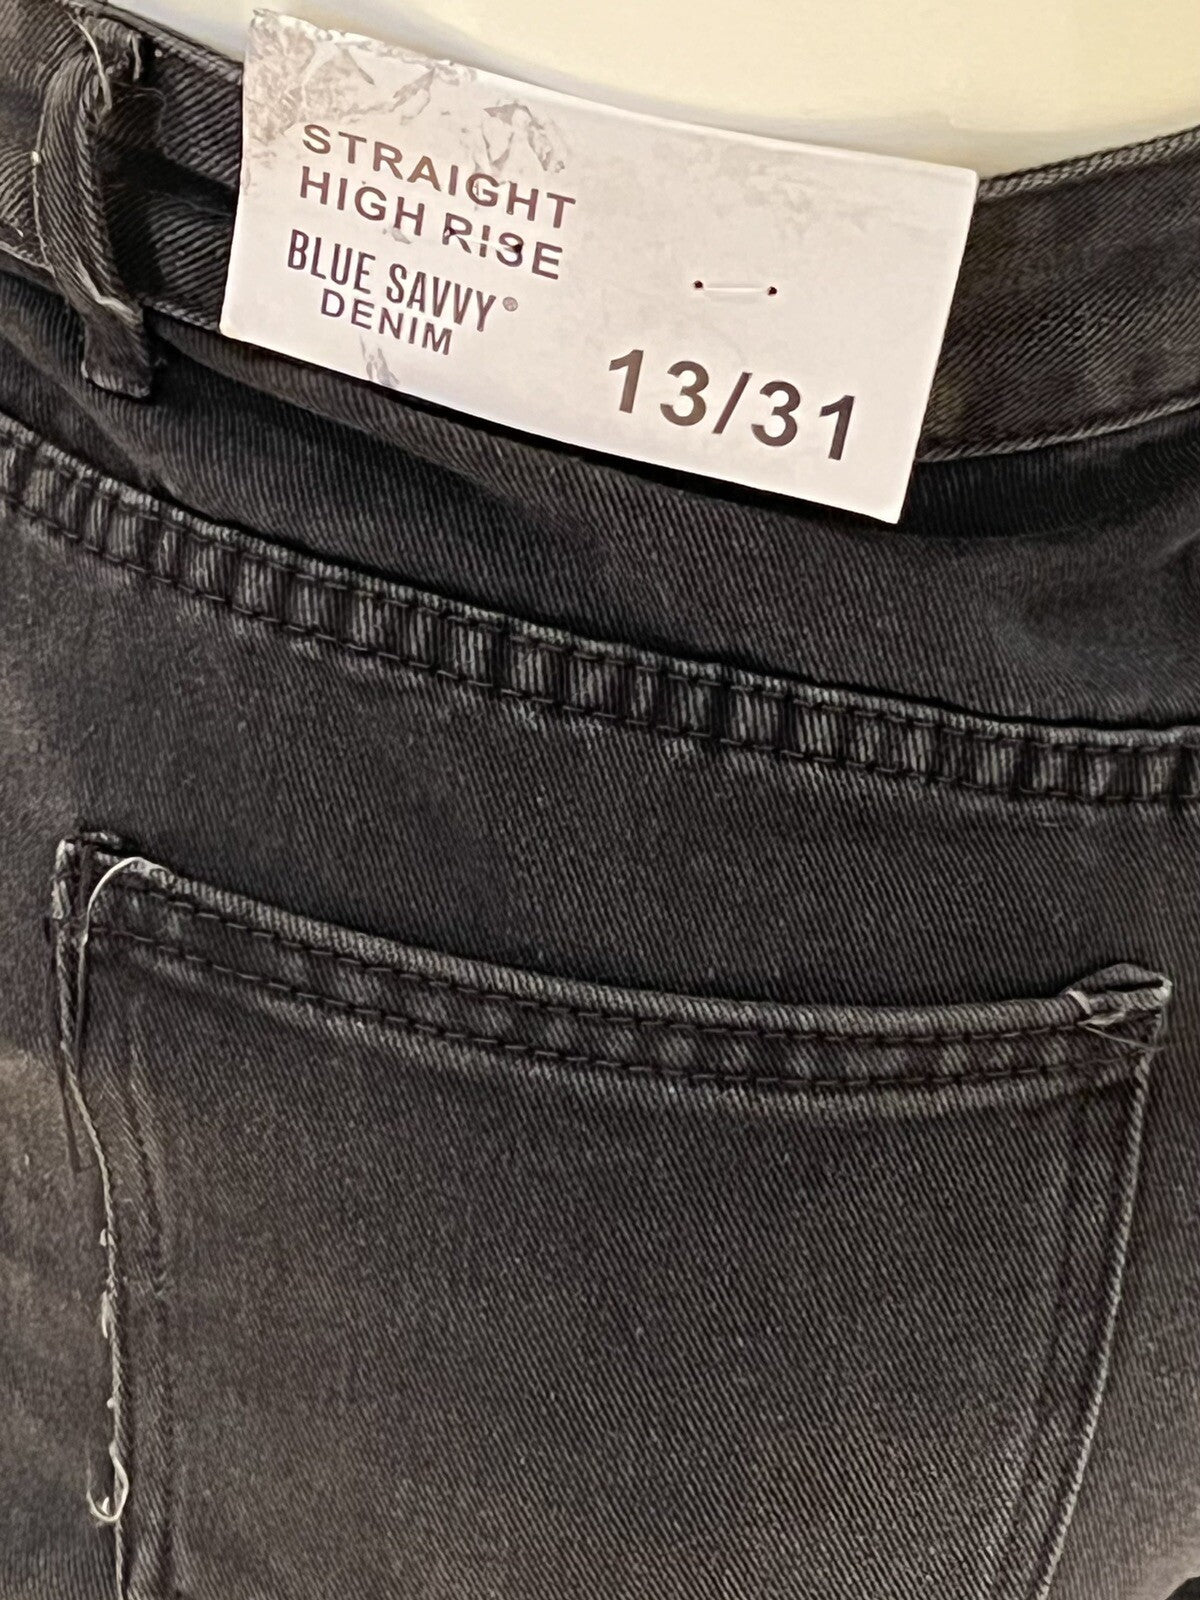 STRAIGHT
HIGH RISE
BLUE SAVVY®
DENIM
13/31